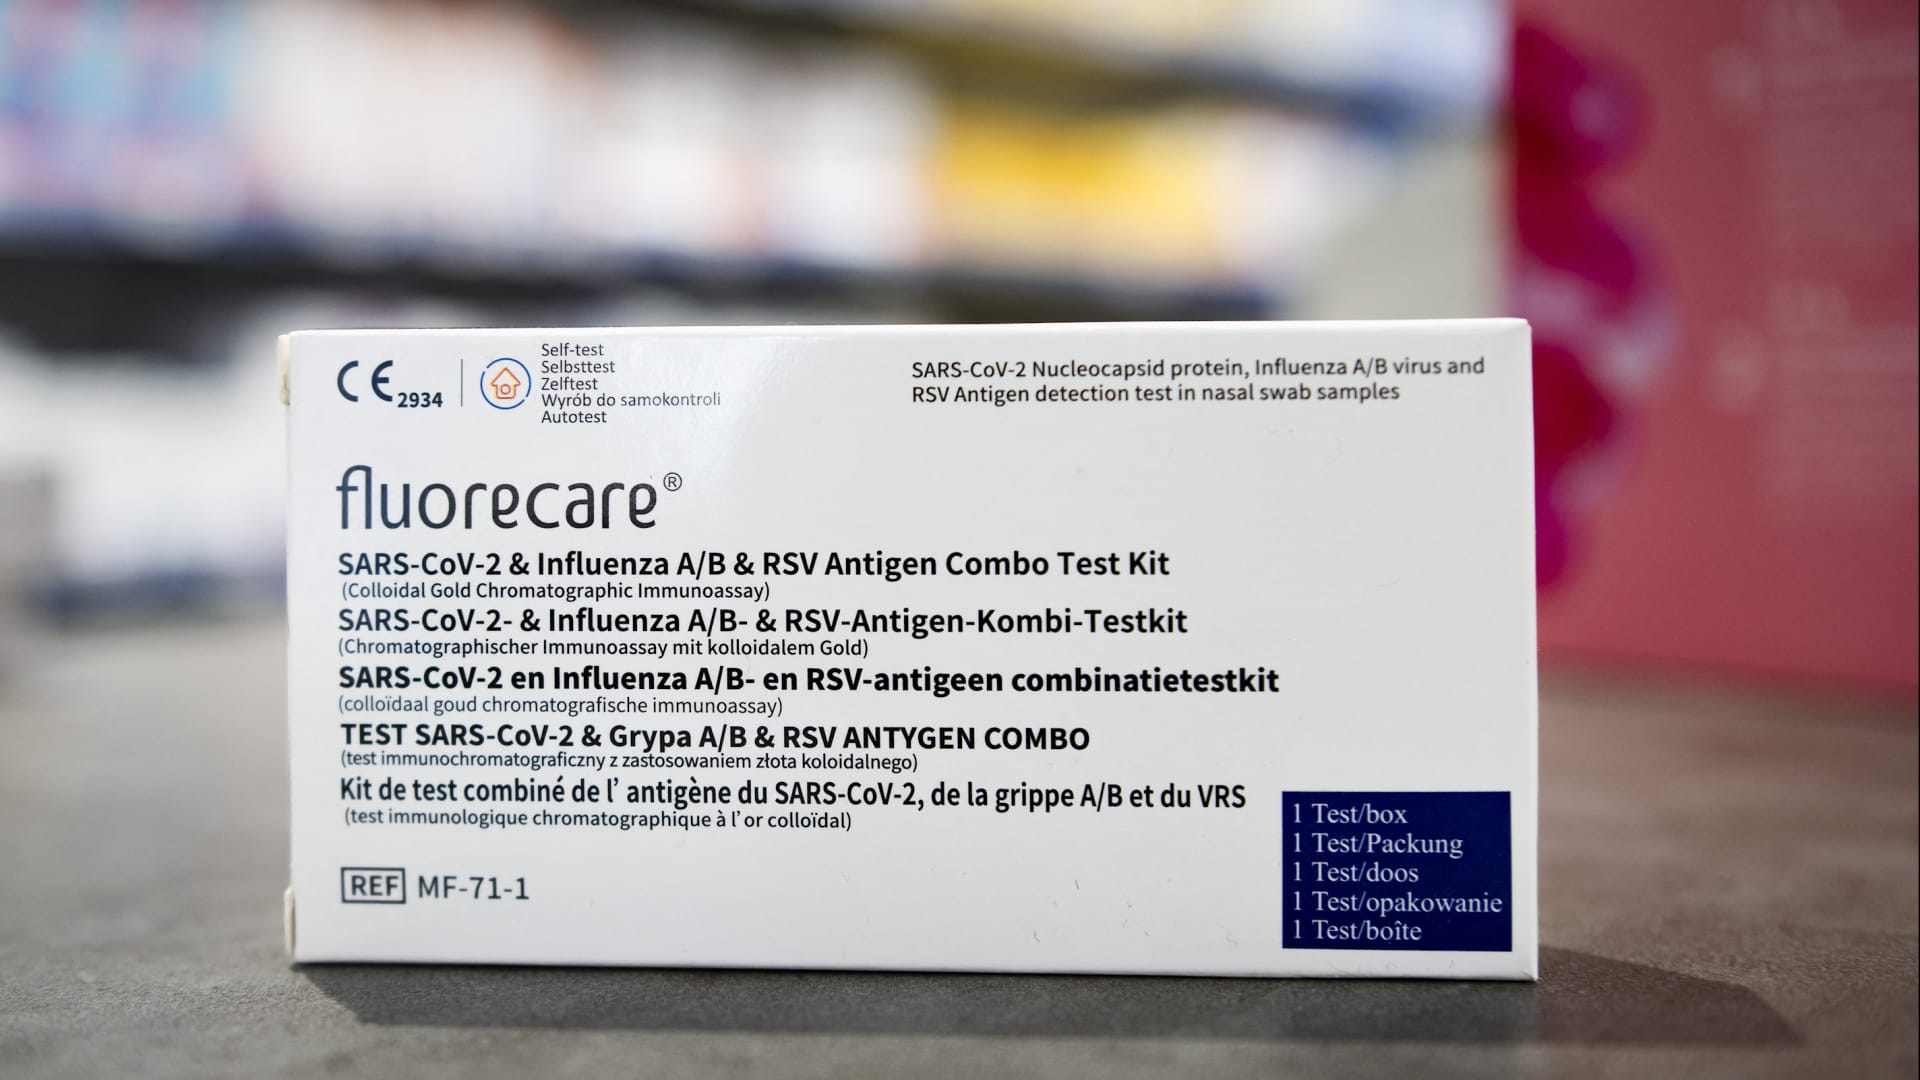 CE 2934
Self-test
Selbsttest
Zelftest
Wyrób do samokontroli
Autotest
SARS-CoV-2 Nucleocapsid protein, Influenza A/B virus and
RSV Antigen detection test in nasal swab samples
fluorecare®
SARS-CoV-2 & Influenza A/B & RSV Antigen Combo Test Kit
(Colloidal Gold Chromatographic Immunoassay)
SARS-CoV-2- & Influenza A/B- & RSV-Antigen-Kombi-Testkit
(Chromatographischer Immunoassay mit kolloidalem Gold)
SARS-CoV-2 en Influenza A/B- en RSV-antigeen combinatietestkit
(colloïdaal goud chromatografische immunoassay)
TEST SARS-CoV-2 & Grypa A/B & RSV ANTYGEN COMBO
(test immunochromatograficzny z zastosowaniem złota koloidalnego)
Kit de test combiné de l' antigène du SARS-CoV-2, de la grippe A/B et du VRS
(test immunologique chromatographique à l'or colloïdal)
REF MF-71-1
1 Test/box
1 Test/Packung
1 Test/doos
1 Test/opakowanie
1 Test/boîte